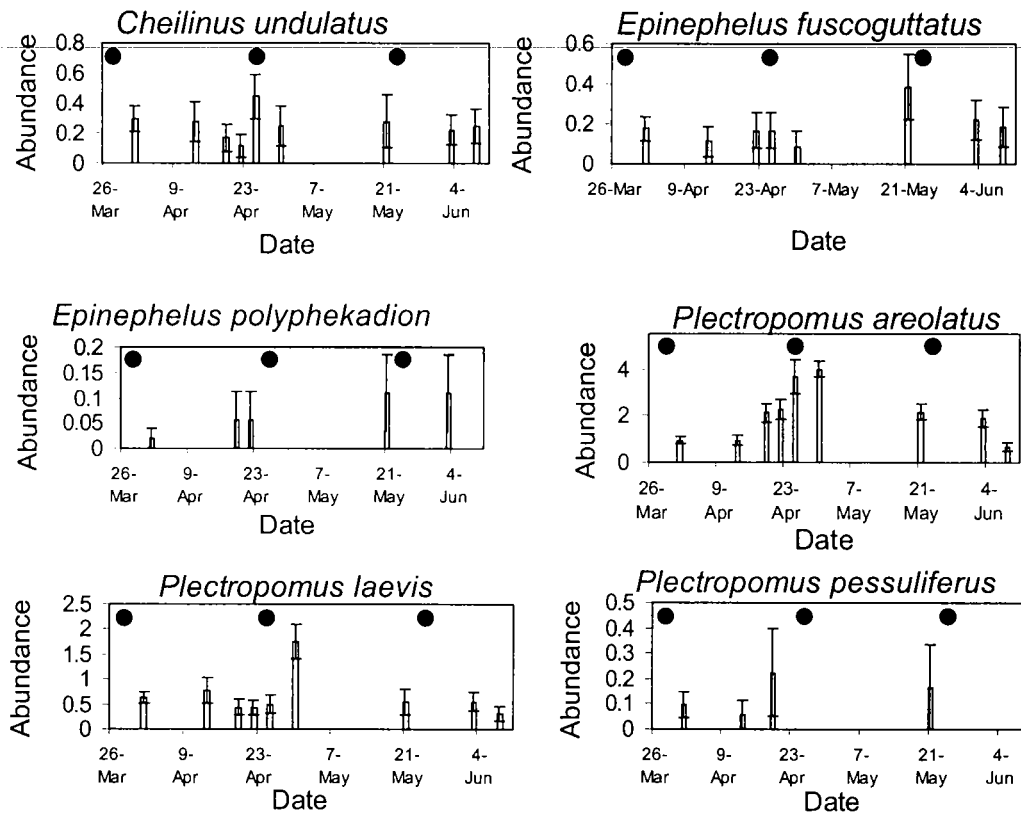 Cheilinus undulatus
Abundance
0.8
0.6
0.4
0.2
0
26-Mar 9-Apr 23-Apr 7-May 21-May 4-Jun
Date
Epinephelus fuscoguttatus
Abundance
0.6
0.4
0.2
0
26-Mar 9-Apr 23-Apr 7-May 21-May 4-Jun
Date
Epinephelus polyphekadion
Abundance
0.2
0.15
0.1
0.05
0
26-Mar 9-Apr 23-Apr 7-May 21-May 4-Jun
Date
Plectropomus areolatus
Abundance
4
2
0
26-Mar 9-Apr 23-Apr 7-May 21-May 4-Jun
Date
Plectropomus laevis
Abundance
2.5
2
1.5
1
0.5
0
26-Mar 9-Apr 23-Apr 7-May 21-May 4-Jun
Date
Plectropomus pessuliferus
Abundance
0.5
0.4
0.3
0.2
0.1
0
26-Mar 9-Apr 23-Apr 7-May 21-May 4-Jun
Date